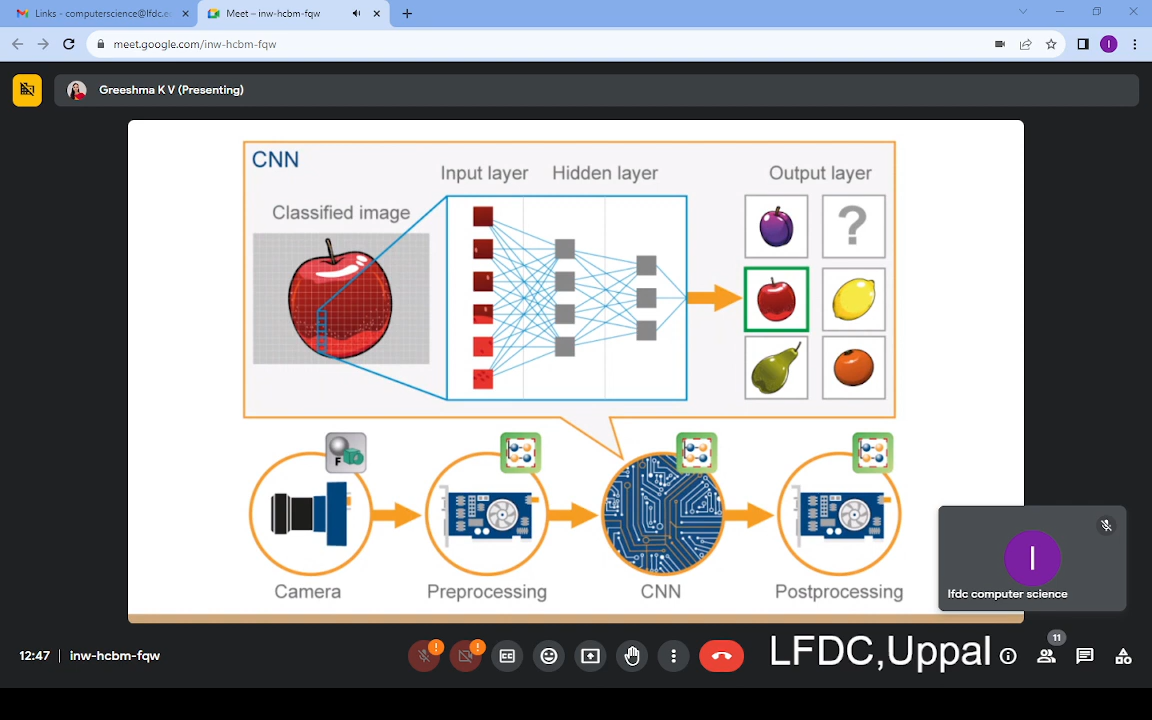 Links - computerscience@lfdc.e
Meet – inw-hcbm-fqw
meet.google.com/inw-hcbm-fqw
I
Greeshma K V (Presenting)
CNN
Input layer
Hidden layer
Output layer
Classified image
?
F
Camera
Preprocessing
CNN
Postprocessing
I
lfdc computer science
12:47
inw-hcbm-fqw
LFDC,Uppal
11